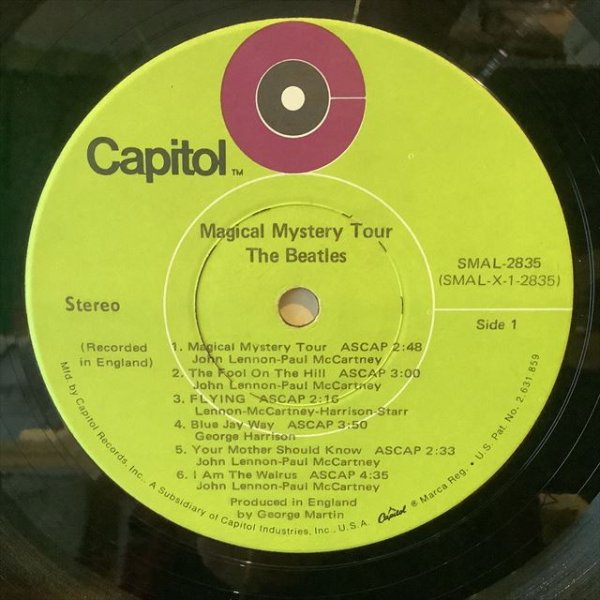 Capitol TM
Magical Mystery Tour
The Beatles
SMAL-2835
(SMAL-X-1-2835)
Stereo
Side 1
(Recorded
in England)
1. Magical Mystery Tour ASCAP 2:48
John Lennon-Paul McCartney
2. The Fool On The Hill ASCAP 3:00
John Lennon-Paul McCartney
3. FLYING ASCAP 2:16
Lennon-McCartney-Harrison-Starr
4. Blue Jay Way ASCAP 3:50
George Harrison
5. Your Mother Should Know ASCAP 2:33
John Lennon-Paul McCartney
6. I Am The Walrus ASCAP 4:35
John Lennon-Paul McCartney
Produced in England
by George Martin
Mfd. by Capitol Records, Inc., A Subsidiary of Capitol Industries, Inc., U.S.A. Capitol ® Marca Reg. • U.S. Pat. No. 2,631,859